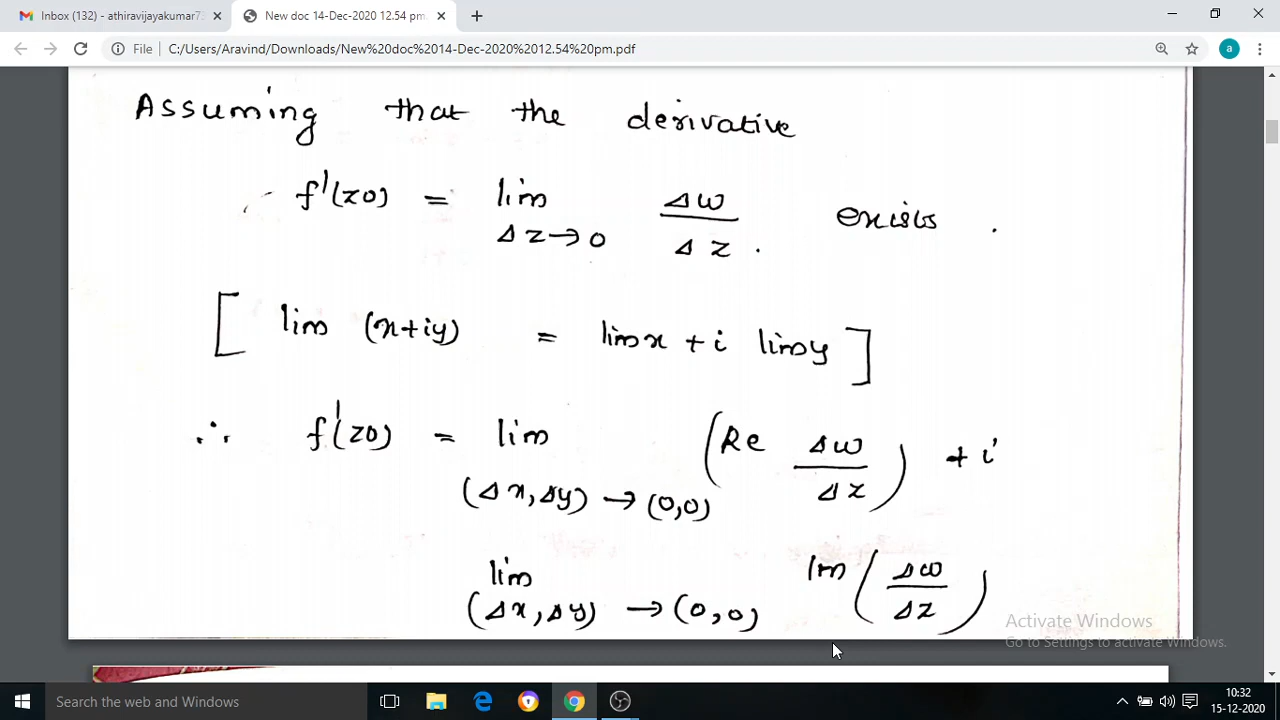 Inbox (132) - athiravijayakumar7
New doc 14-Dec-2020 12.54 pm.pdf
File | C:/Users/Aravind/Downloads/New%20doc%2014-Dec-2020%2012.54%20pm.pdf
a
Assuming that the derivative
f'(z0) = lim Δw/Δz . exists .
Δz→0
[ lim (x+iy) = lim x + i lim y ]
∴ f'(z0) = lim (Re Δw/Δz) + i
(Δx, Δy) → (0,0)
lim Im (Δw/Δz)
(Δx, Δy) → (0,0)
Activate Windows
Go to Settings to activate Windows.
Search the web and Windows
10:32
15-12-2020